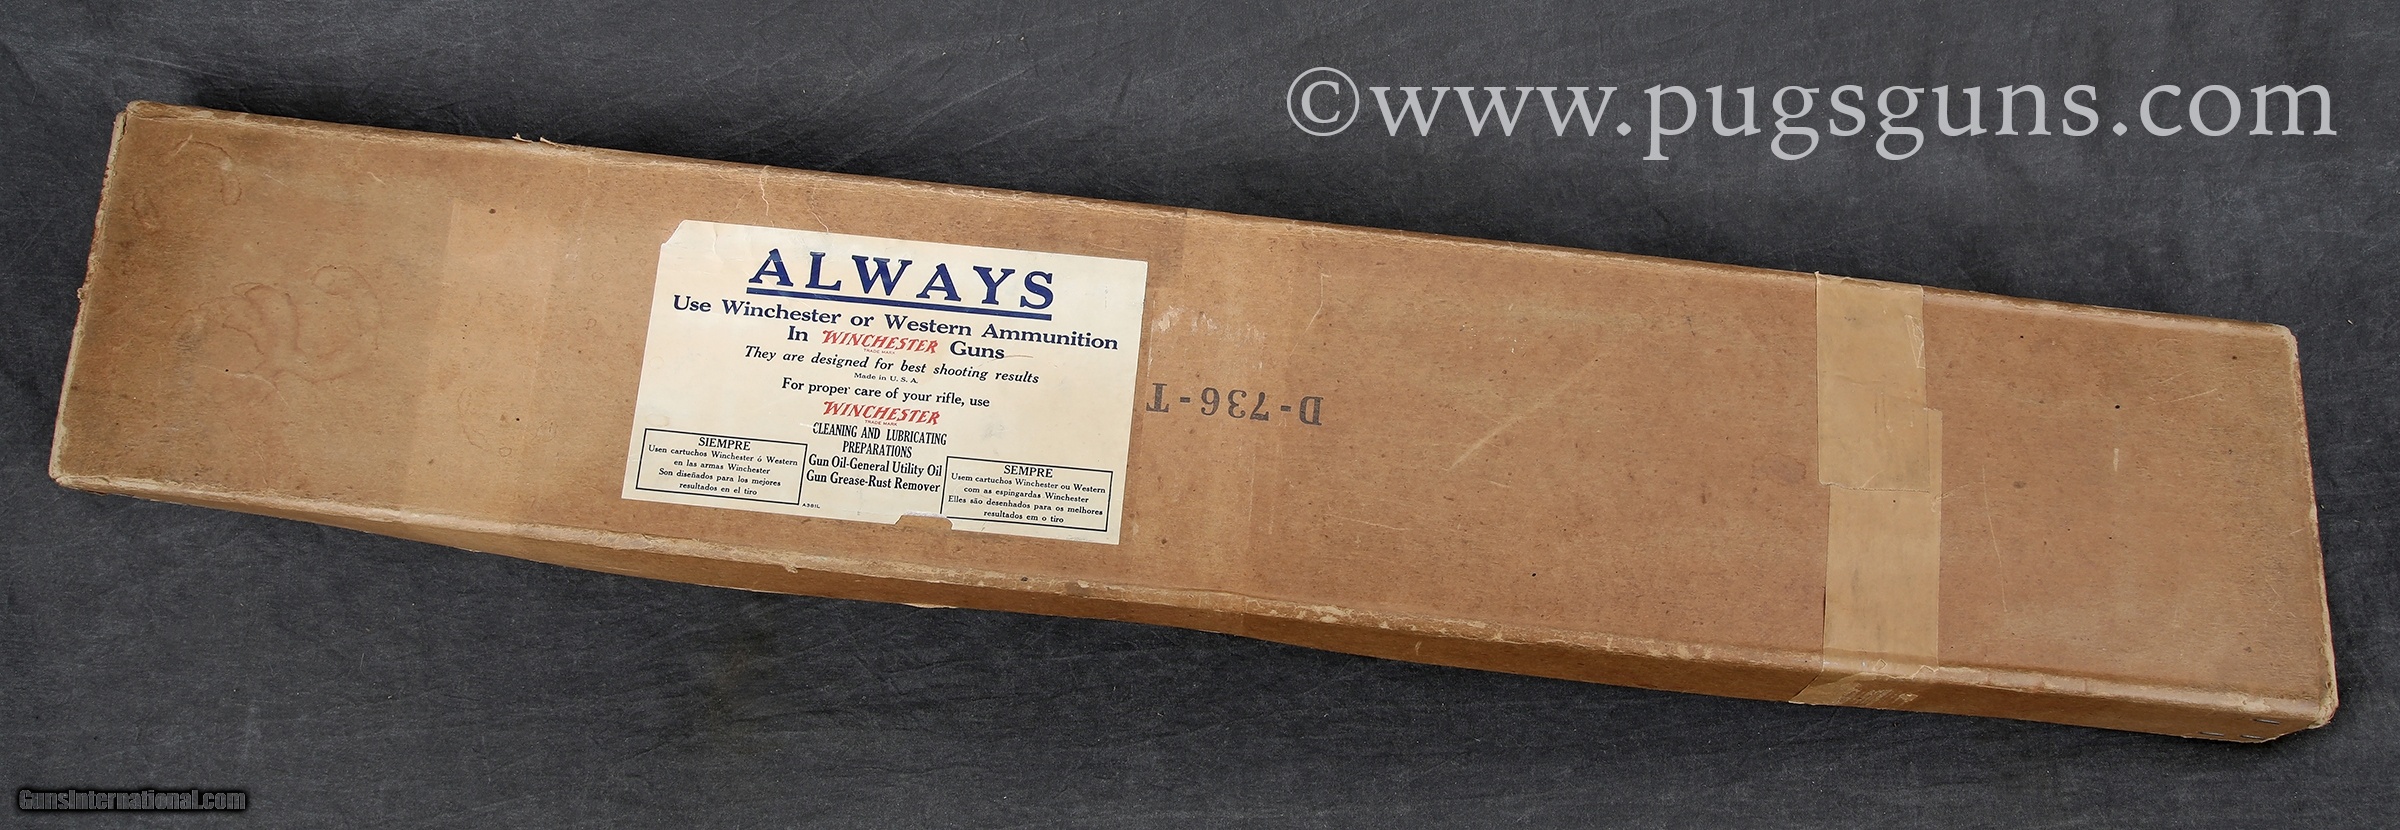 ©www.pugsguns.com
ALWAYS
Use Winchester or Western Ammunition
In WINCHESTER Guns
TRADE MARK
They are designed for best shooting results
Made in U. S. A.
For proper care of your rifle, use
WINCHESTER
TRADE MARK
CLEANING AND LUBRICATING
PREPARATIONS
Gun Oil-General Utility Oil
Gun Grease-Rust Remover
SIEMPRE
Usen cartuchos Winchester ó Western
en las armas Winchester
Son diseñados para los mejores
resultados en el tiro
A381L
SEMPRE
Usem cartuchos Winchester ou Western
com as espingardas Winchester
Elles são desenhados para os melhores
resultados em o tiro
D-736-T
GunsInternational.com